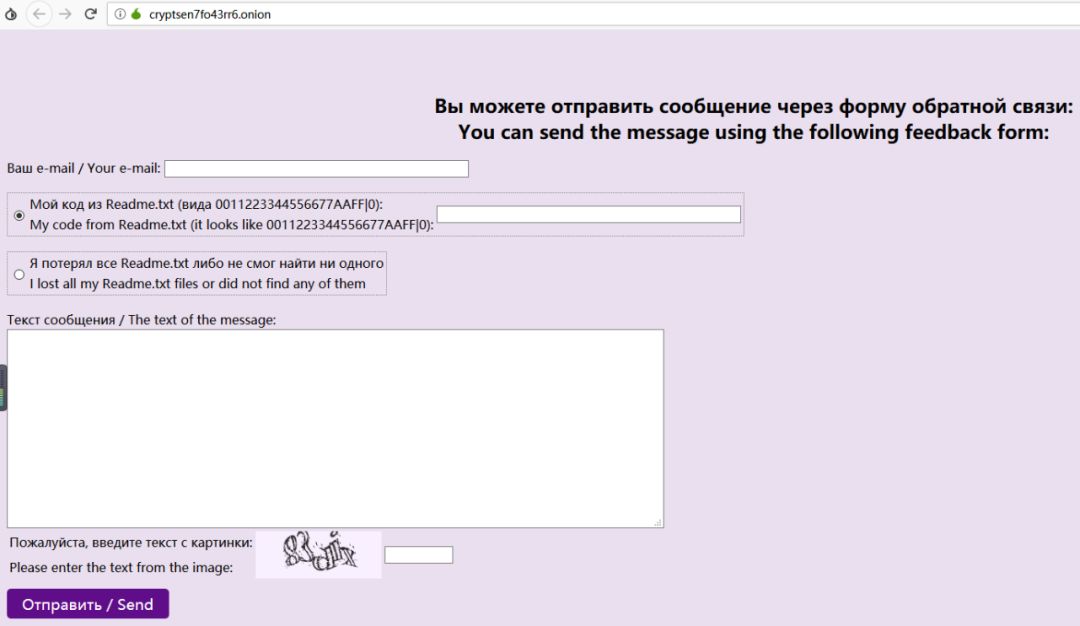 cryptsen7fo43rr6.onion
Вы можете отправить сообщение через форму обратной связи:
You can send the message using the following feedback form:
Ваш e-mail / Your e-mail:
Мой код из Readme.txt (вида 0011223344556677AAFF|0):
My code from Readme.txt (it looks like 0011223344556677AAFF|0):
Я потерял все Readme.txt либо не смог найти ни одного
I lost all my Readme.txt files or did not find any of them
Текст сообщения / The text of the message:
Пожалуйста, введите текст с картинки:
Please enter the text from the image:
Отправить / Send